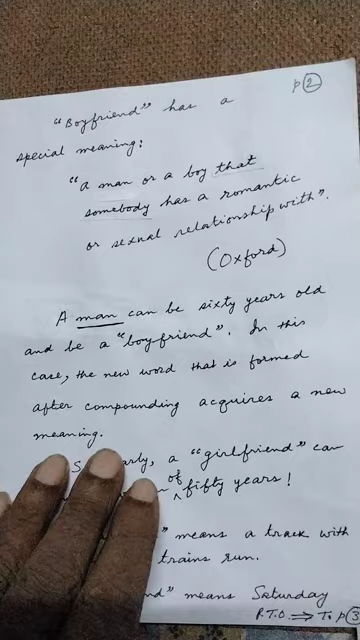 p②
"Boyfriend" has a
special meaning:
"a man or a boy that
somebody has a romantic
or sexual relationship with".
(Oxford)
A man can be sixty years old
and be a "boyfriend". In this
case, the new word that is formed
after compounding acquires a new
meaning.
a "girlfriend" can
of fifty years!
" means a track with
trains run.
" means Saturday
P.T.O. ⇒ To p③